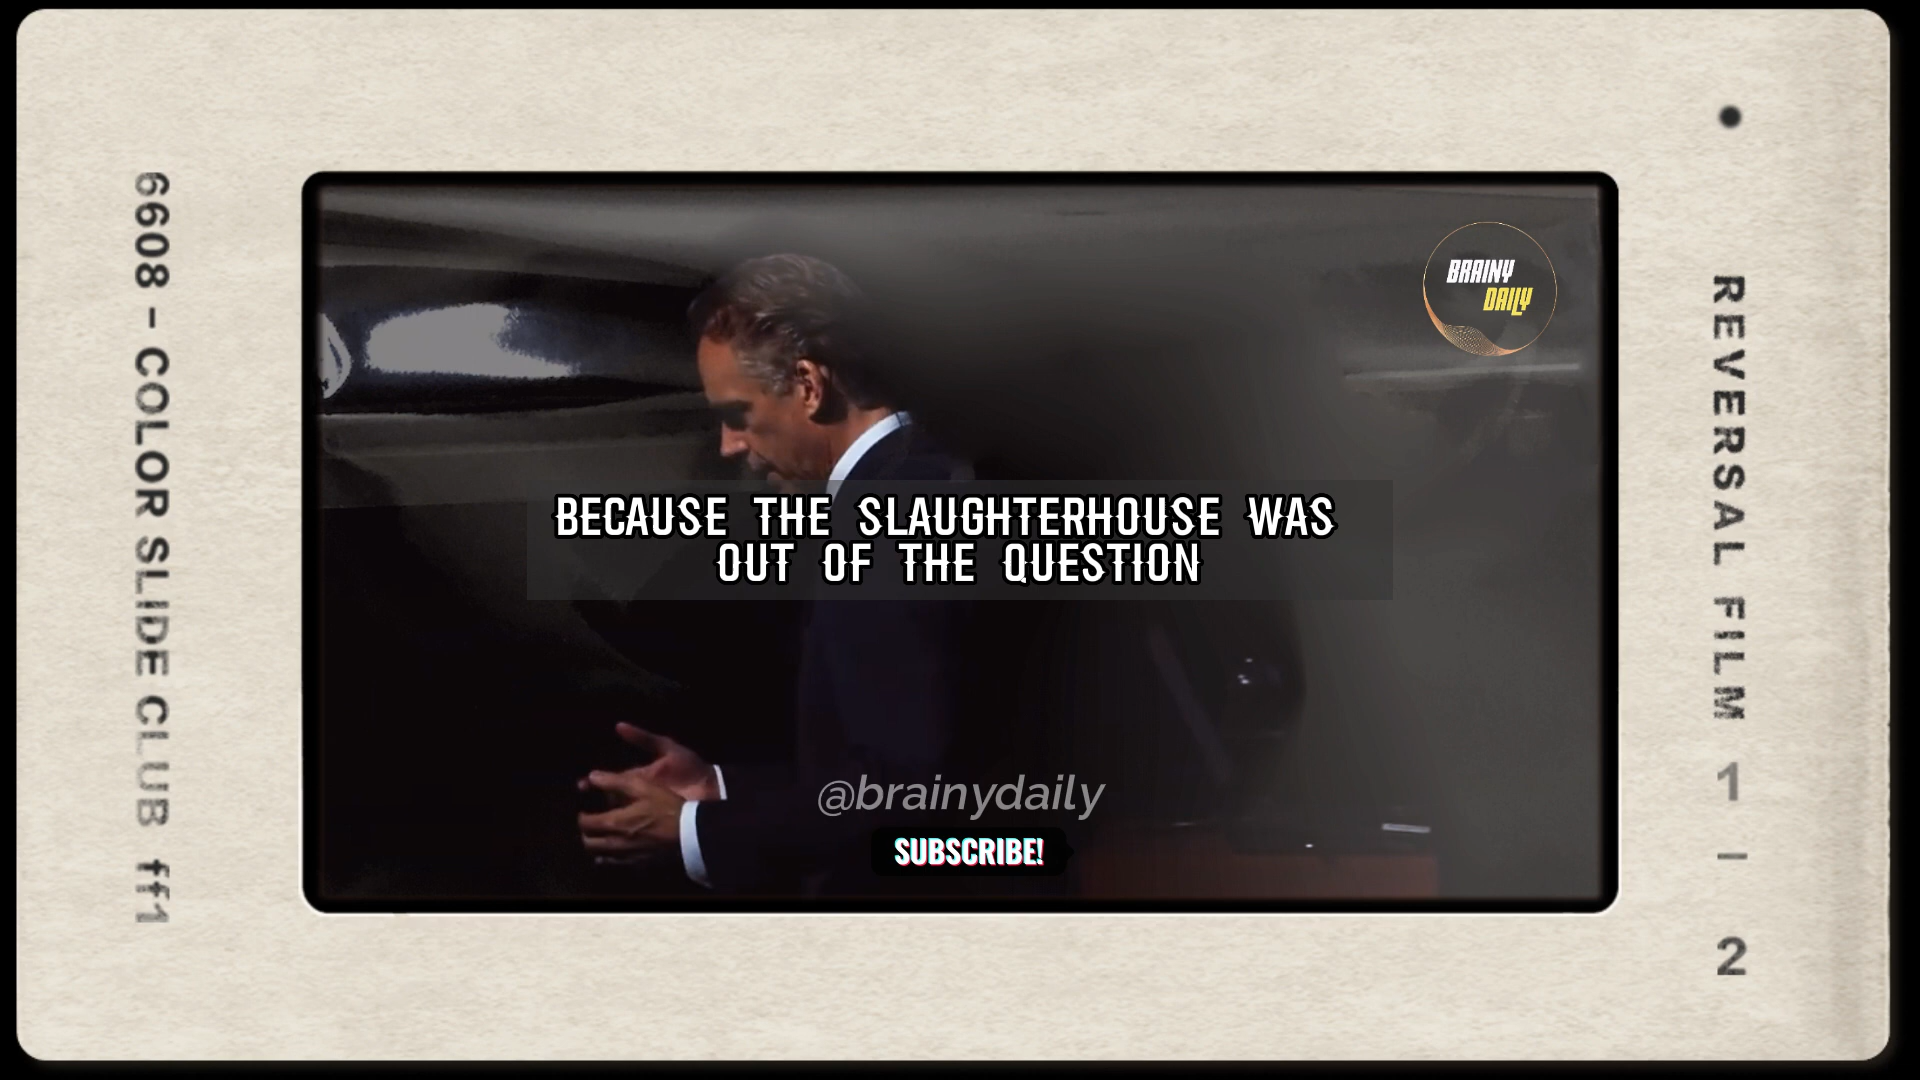 6608 - COLOR SLIDE CLUB ff1
BRAINY
DAILY
BECAUSE THE SLAUGHTERHOUSE WAS
OUT OF THE QUESTION
@brainydaily
SUBSCRIBE!
REVERSAL FILM 1 - 2